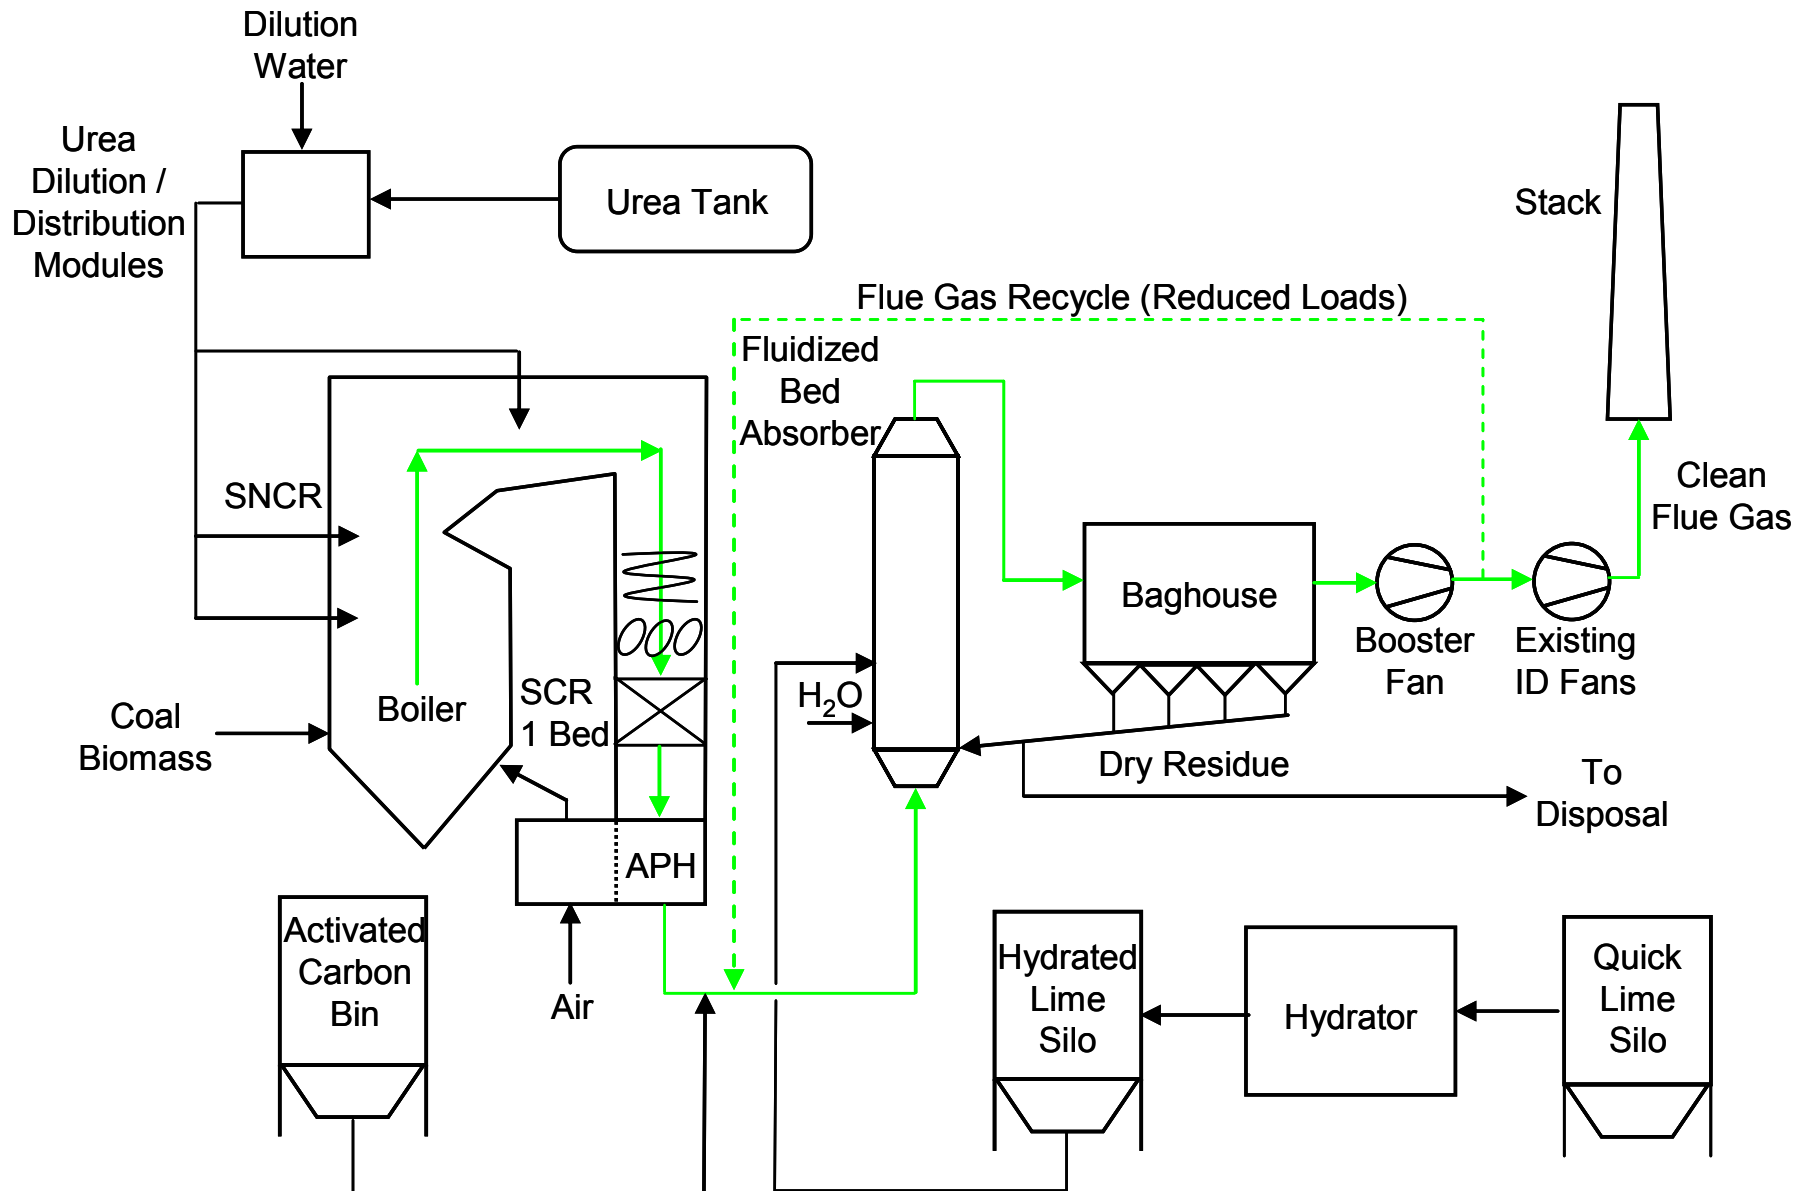 Dilution
Water
Urea
Dilution /
Distribution
Modules
Urea Tank
Stack
Flue Gas Recycle (Reduced Loads)
Fluidized
Bed
Absorber
SNCR
Clean
Flue Gas
Baghouse
Booster
Fan
Existing
ID Fans
Coal
Biomass
Boiler
SCR
1 Bed
H₂O
Dry Residue
To
Disposal
APH
Activated
Carbon
Bin
Air
Hydrated
Lime
Silo
Hydrator
Quick
Lime
Silo